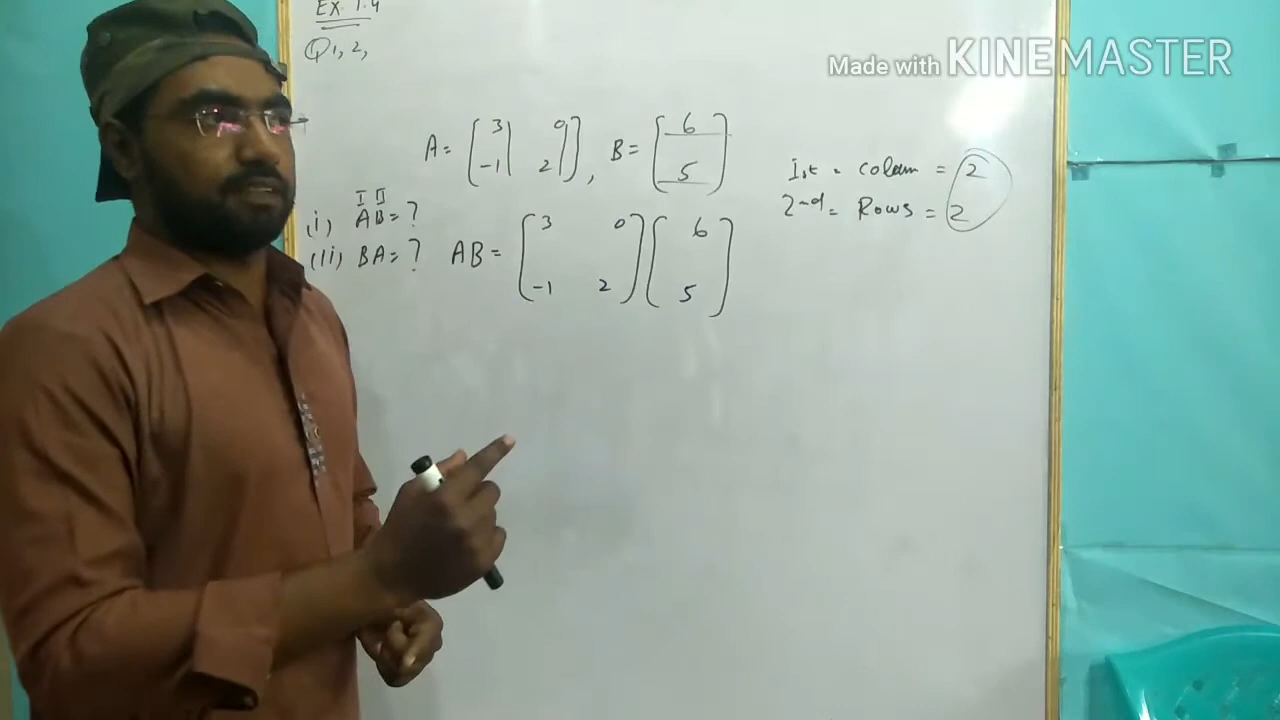 Ex. 1.4
Q1, 2,
Made with KINEMASTER
A = [3 0
-1 2], B = [6
5]
Ist = colum = 2
2nd = Rows = 2
I II
(i) AB = ?
(ii) BA = ?
AB = [3 0
-1 2] [6
5]